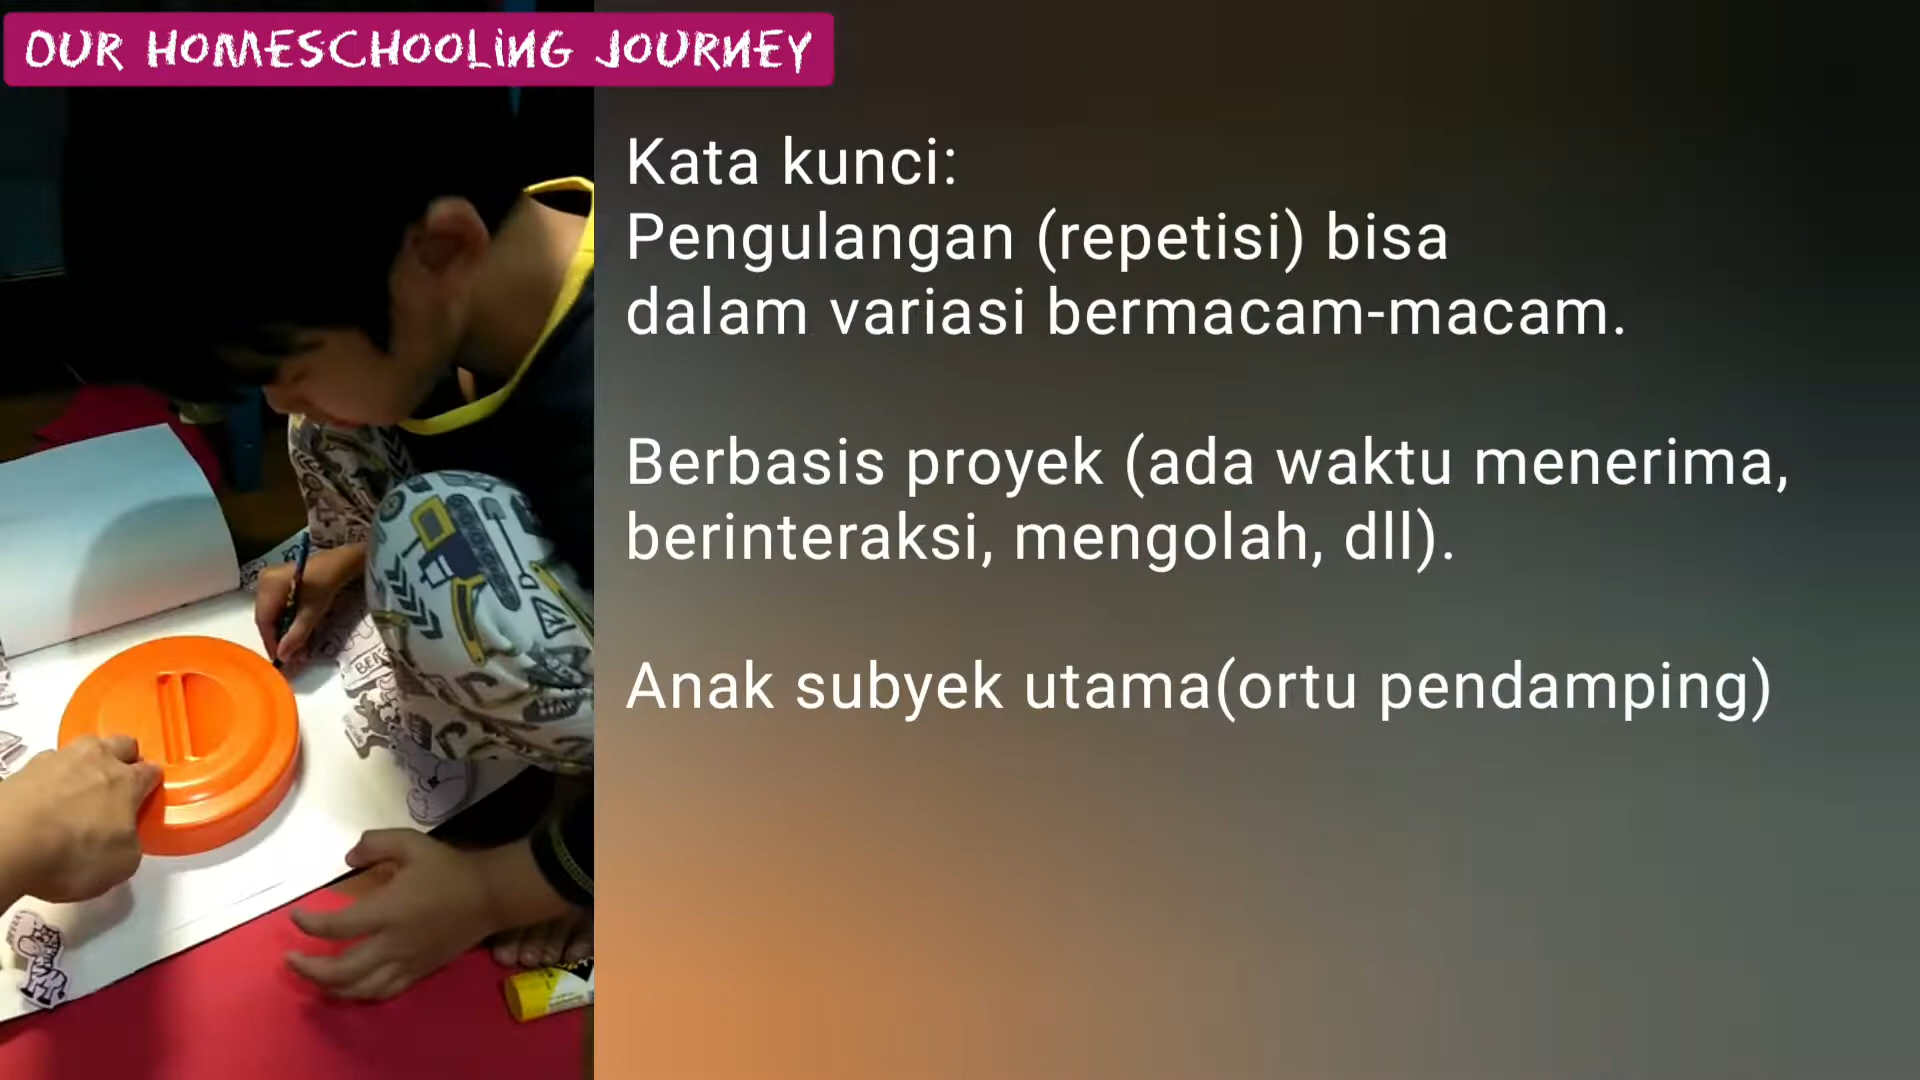 OUR HOMESCHOOLING JOURNEY
Kata kunci:
Pengulangan (repetisi) bisa
dalam variasi bermacam-macam.
Berbasis proyek (ada waktu menerima,
berinteraksi, mengolah, dll).
Anak subyek utama(ortu pendamping)